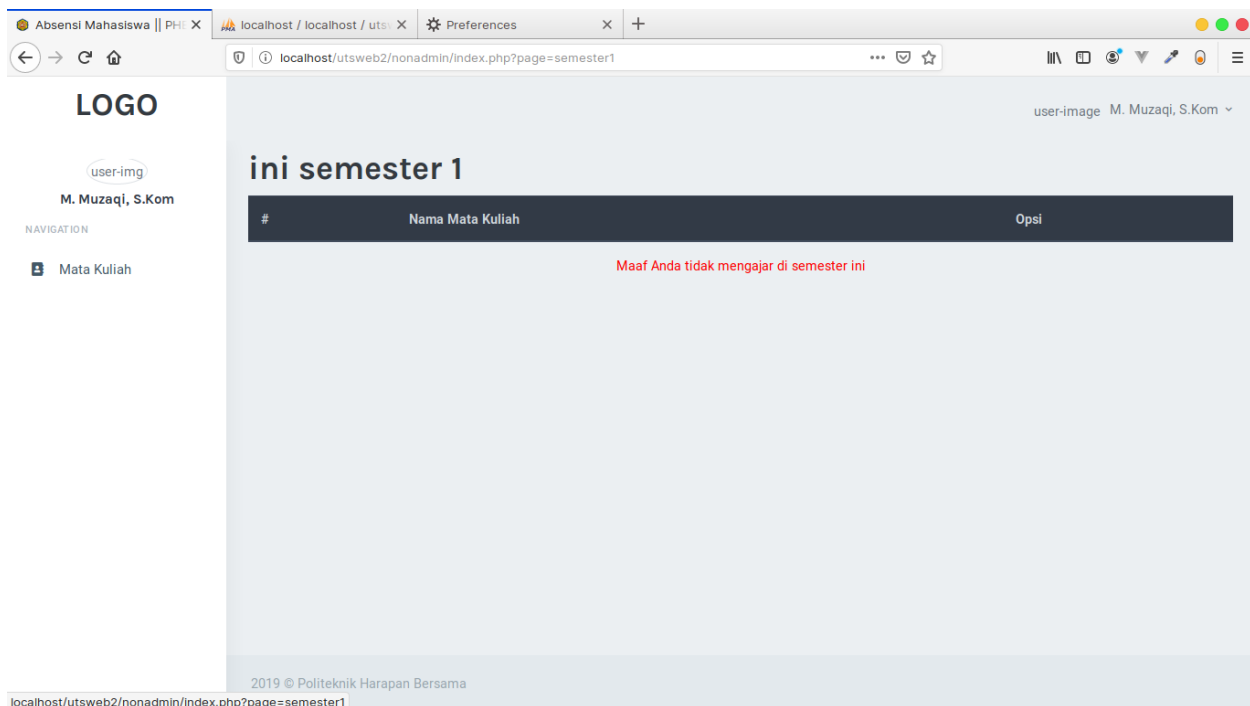 Absensi Mahasiswa || PHB
localhost / localhost / utsw
Preferences
localhost/utsweb2/nonadmin/index.php?page=semester1
LOGO
user-image M. Muzaqi, S.Kom
user-img
M. Muzaqi, S.Kom
NAVIGATION
Mata Kuliah
ini semester 1
# Nama Mata Kuliah Opsi
Maaf Anda tidak mengajar di semester ini
2019 © Politeknik Harapan Bersama
localhost/utsweb2/nonadmin/index.php?page=semester1